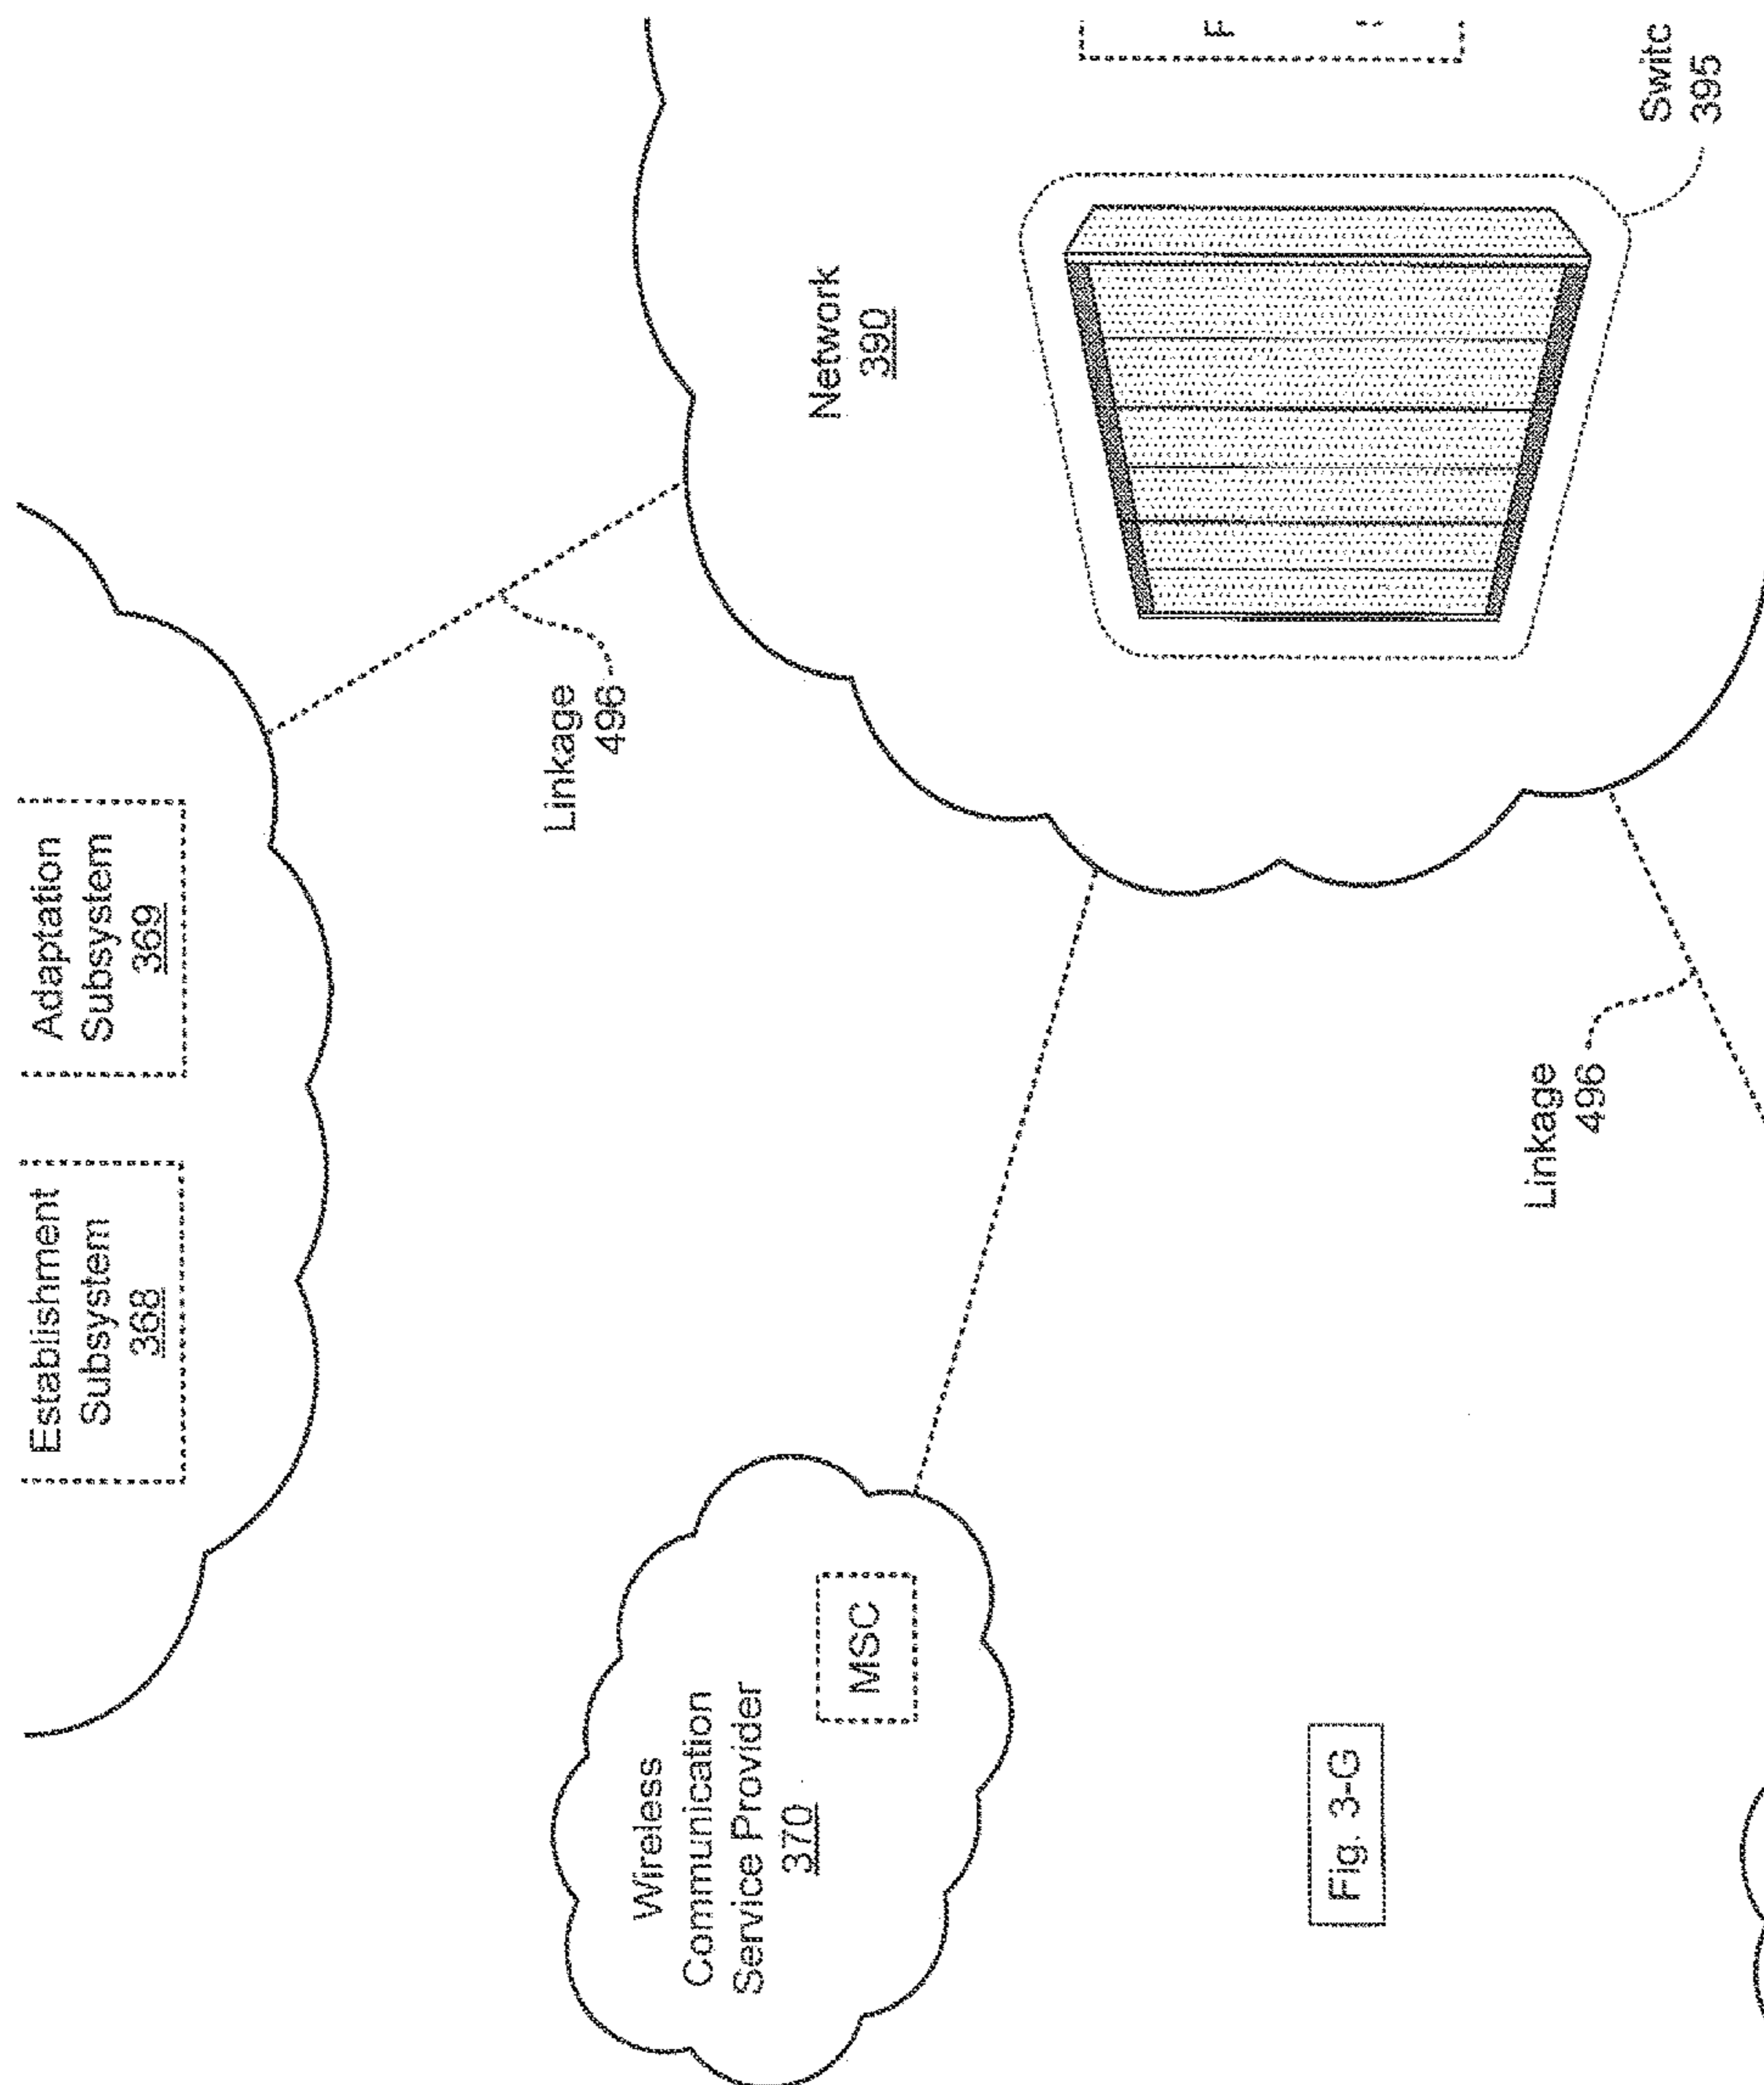 Establishment
Subsystem
368
Adaptation
Subsystem
369
Linkage
496
Network
390
Wireless
Communication
Service Provider
370
MSC
Linkage
496
Switc
395
Fig. 3-G